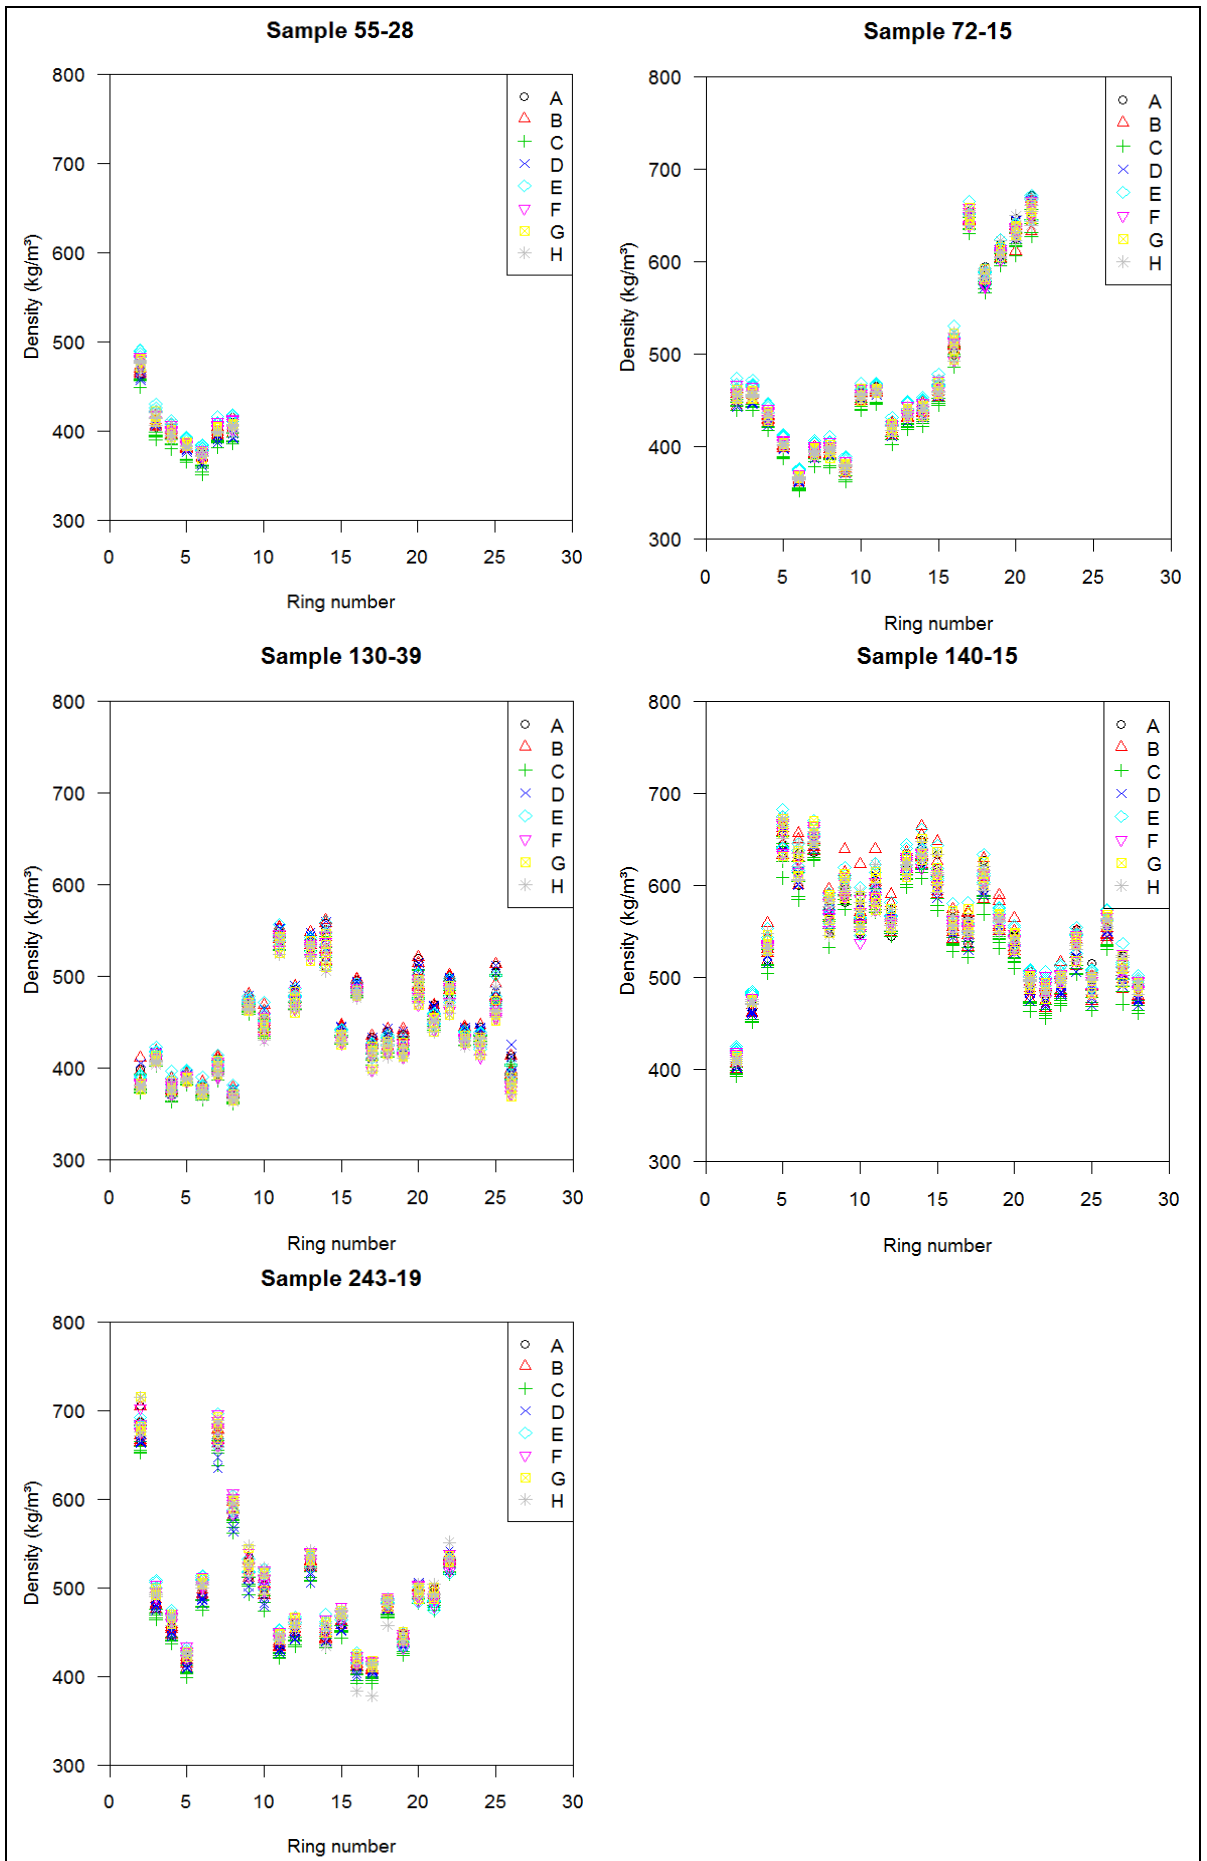 Sample 55-28
Density (kg/m³)
800
700
600
500
400
300
0 5 10 15 20 25 30
Ring number
A
B
C
D
E
F
G
H
Sample 72-15
Density (kg/m³)
800
700
600
500
400
300
0 5 10 15 20 25 30
Ring number
A
B
C
D
E
F
G
H
Sample 130-39
Density (kg/m³)
800
700
600
500
400
300
0 5 10 15 20 25 30
Ring number
A
B
C
D
E
F
G
H
Sample 140-15
Density (kg/m³)
800
700
600
500
400
300
0 5 10 15 20 25 30
Ring number
A
B
C
D
E
F
G
H
Sample 243-19
Density (kg/m³)
800
700
600
500
400
300
0 5 10 15 20 25 30
Ring number
A
B
C
D
E
F
G
H